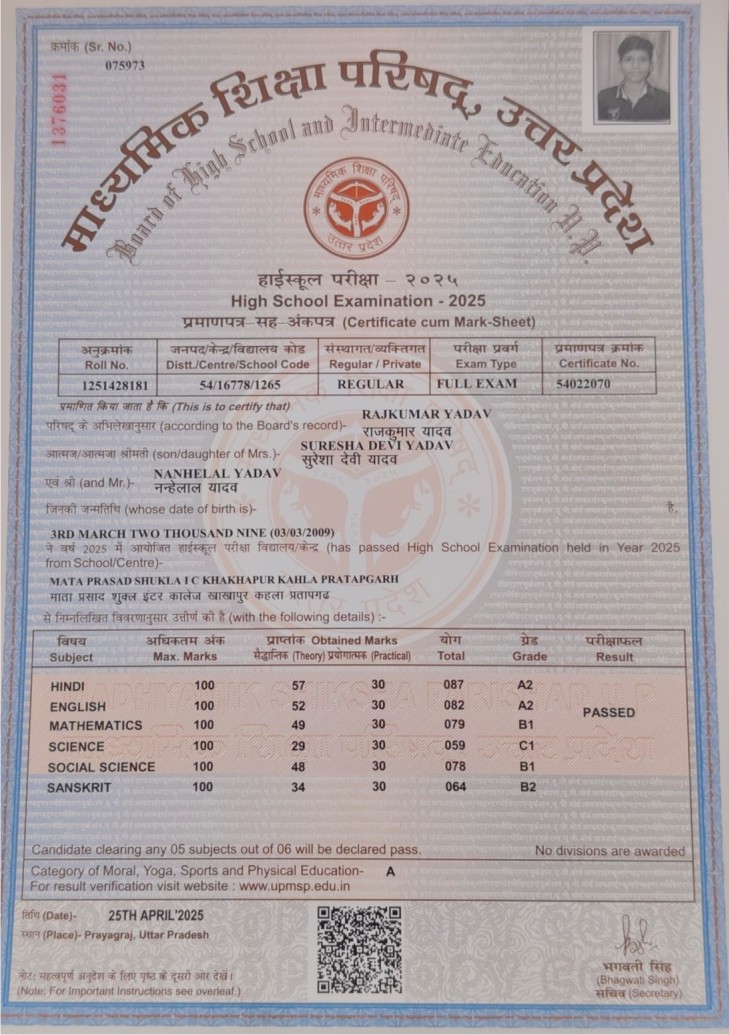 क्रमांक (Sr. No.)
075973
1376031
माध्यमिक शिक्षा परिषद्, उत्तर प्रदेश
Board of High School and Intermediate Education U.P.
माध्यमिक शिक्षा परिषद
उत्तर प्रदेश
हाईस्कूल परीक्षा – २०२५
High School Examination - 2025
प्रमाणपत्र–सह–अंकपत्र (Certificate cum Mark-Sheet)
अनुक्रमांक जनपद/केन्द्र/विद्यालय कोड संस्थागत/व्यक्तिगत परीक्षा प्रवर्ग प्रमाणपत्र क्रमांक
Roll No. Distt./Centre/School Code Regular / Private Exam Type Certificate No.
1251428181 54/16778/1265 REGULAR FULL EXAM 54022070
प्रमाणित किया जाता है कि (This is to certify that)
RAJKUMAR YADAV
परिषद् के अभिलेखानुसार (according to the Board's record)- राजकुमार यादव
SURESHA DEVI YADAV
आत्मज/आत्मजा श्रीमती (son/daughter of Mrs.)- सुरेशा देवी यादव
NANHELAL YADAV
एवं श्री (and Mr.)- नन्हेलाल यादव
जिनकी जन्मतिथि (whose date of birth is)- है,
3RD MARCH TWO THOUSAND NINE (03/03/2009)
ने वर्ष 2025 में आयोजित हाईस्कूल परीक्षा विद्यालय/केन्द्र (has passed High School Examination held in Year 2025
from School/Centre)-
MATA PRASAD SHUKLA I C KHAKHAPUR KAHLA PRATAPGARH
माता प्रसाद शुक्ल इंटर कालेज खाखापुर कहला प्रतापगढ
से निम्नलिखित विवरणानुसार उत्तीर्ण की है (with the following details) :-
विषय अधिकतम अंक प्राप्तांक Obtained Marks योग ग्रेड परीक्षाफल
Subject Max. Marks सैद्धान्तिक (Theory) प्रयोगात्मक (Practical) Total Grade Result
HINDI 100 57 30 087 A2
ENGLISH 100 52 30 082 A2
PASSED
MATHEMATICS 100 49 30 079 B1
SCIENCE 100 29 30 059 C1
SOCIAL SCIENCE 100 48 30 078 B1
SANSKRIT 100 34 30 064 B2
Candidate clearing any 05 subjects out of 06 will be declared pass. No divisions are awarded
Category of Moral, Yoga, Sports and Physical Education- A
For result verification visit website : www.upmsp.edu.in
तिथि (Date)- 25TH APRIL'2025
स्थान (Place)- Prayagraj, Uttar Pradesh
भगवती सिंह
(Bhagwati Singh)
सचिव (Secretary)
नोट: महत्वपूर्ण अनुदेश के लिए पृष्ठ के दूसरी ओर देखें।
(Note: For Important Instructions see overleaf.)